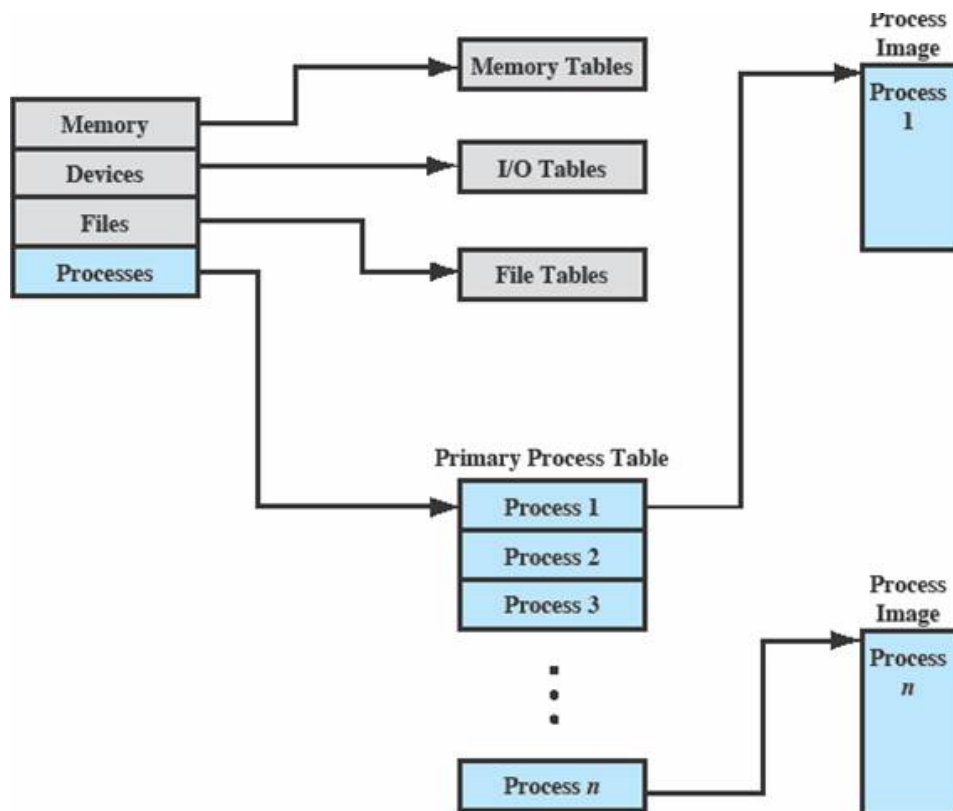 Memory
Devices
Files
Processes
Memory Tables
I/O Tables
File Tables
Primary Process Table
Process 1
Process 2
Process 3
Process n
Process
Image
Process
1
Process
Image
Process
n